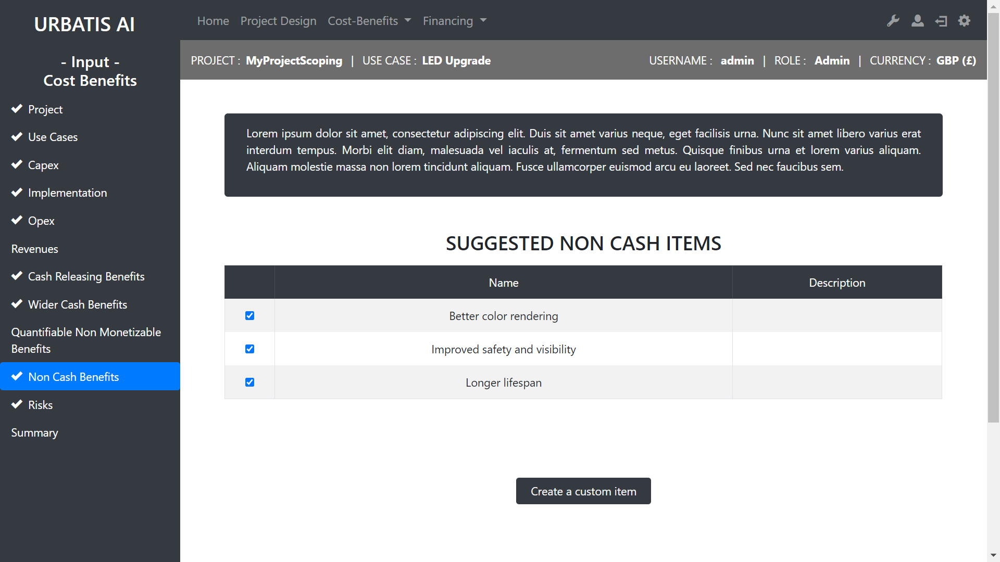 URBATIS AI
Home Project Design Cost-Benefits Financing
PROJECT : MyProjectScoping | USE CASE : LED Upgrade
USERNAME : admin | ROLE : Admin | CURRENCY : GBP (£)
- Input -
Cost Benefits
Project
Use Cases
Capex
Implementation
Opex
Revenues
Cash Releasing Benefits
Wider Cash Benefits
Quantifiable Non Monetizable
Benefits
Non Cash Benefits
Risks
Summary
Lorem ipsum dolor sit amet, consectetur adipiscing elit. Duis sit amet varius neque, eget facilisis urna. Nunc sit amet libero varius erat
interdum tempus. Morbi elit diam, malesuada vel iaculis at, fermentum sed metus. Quisque finibus urna et lorem varius aliquam.
Aliquam molestie massa non lorem tincidunt aliquam. Fusce ullamcorper euismod arcu eu laoreet. Sed nec faucibus sem.
SUGGESTED NON CASH ITEMS
Name Description
Better color rendering
Improved safety and visibility
Longer lifespan
Create a custom item